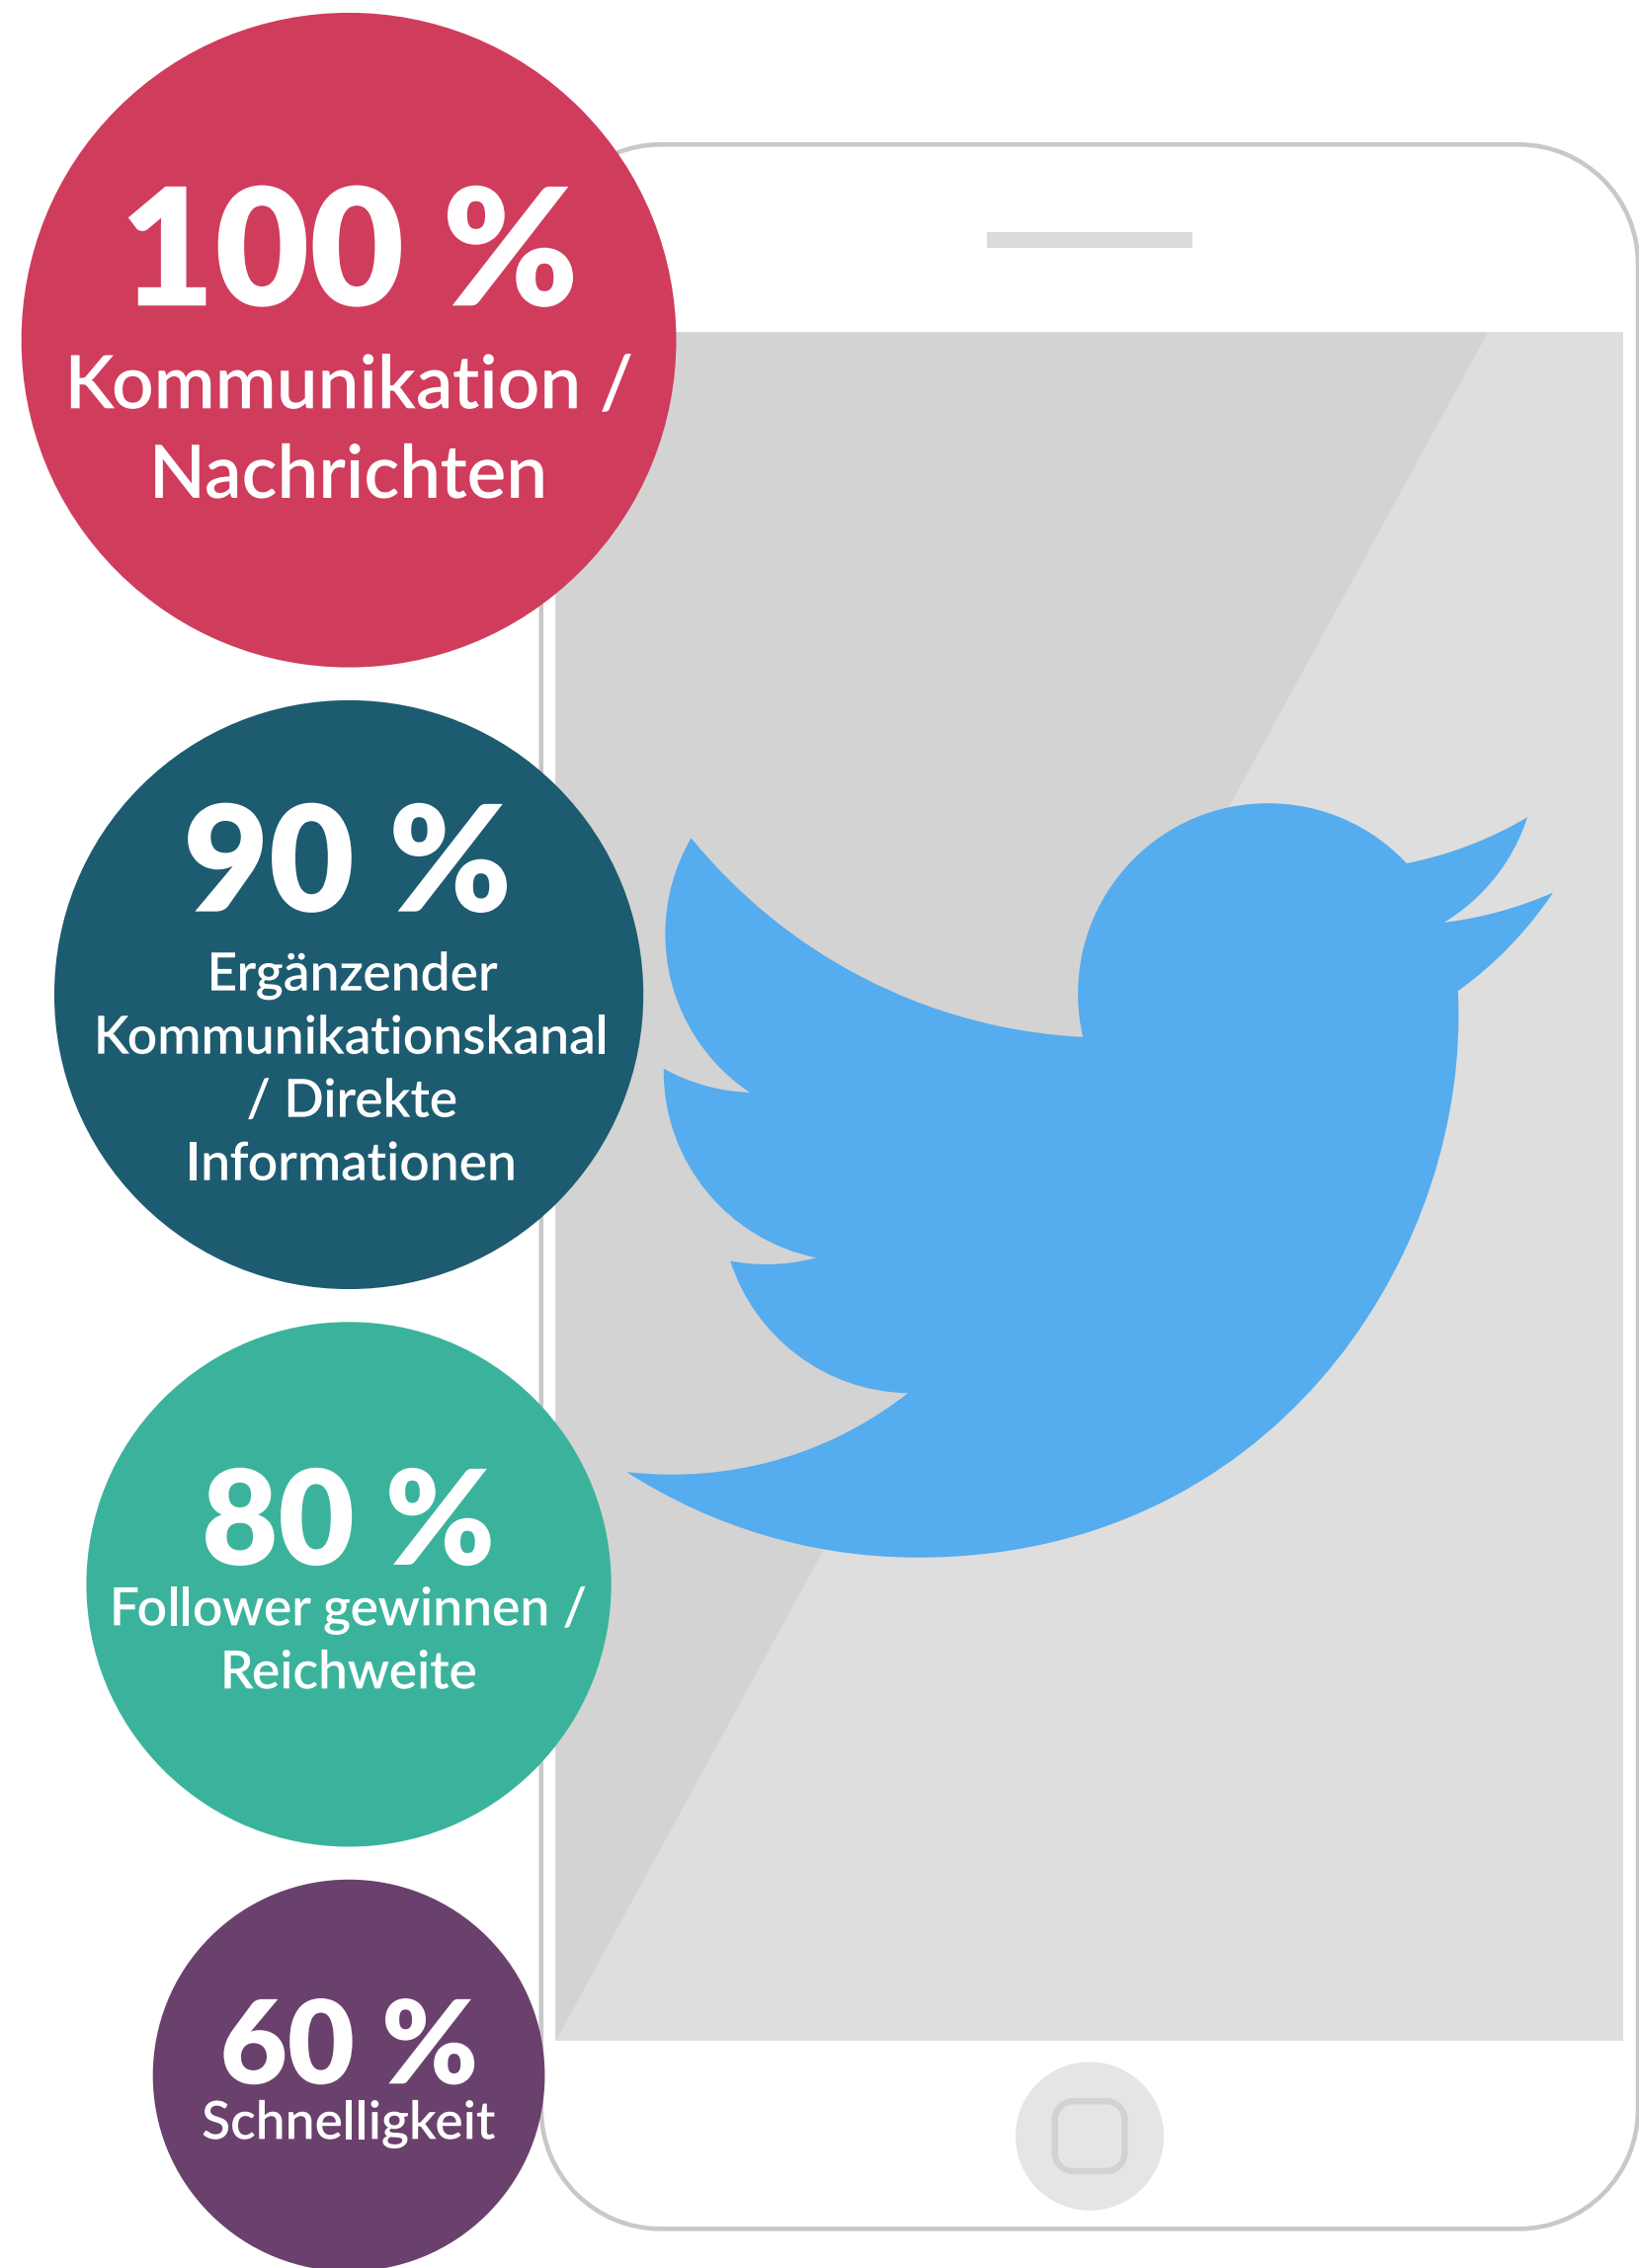 100 %
Kommunikation /
Nachrichten
90 %
Ergänzender
Kommunikationskanal
/ Direkte
Informationen
80 %
Follower gewinnen /
Reichweite
60 %
Schnelligkeit